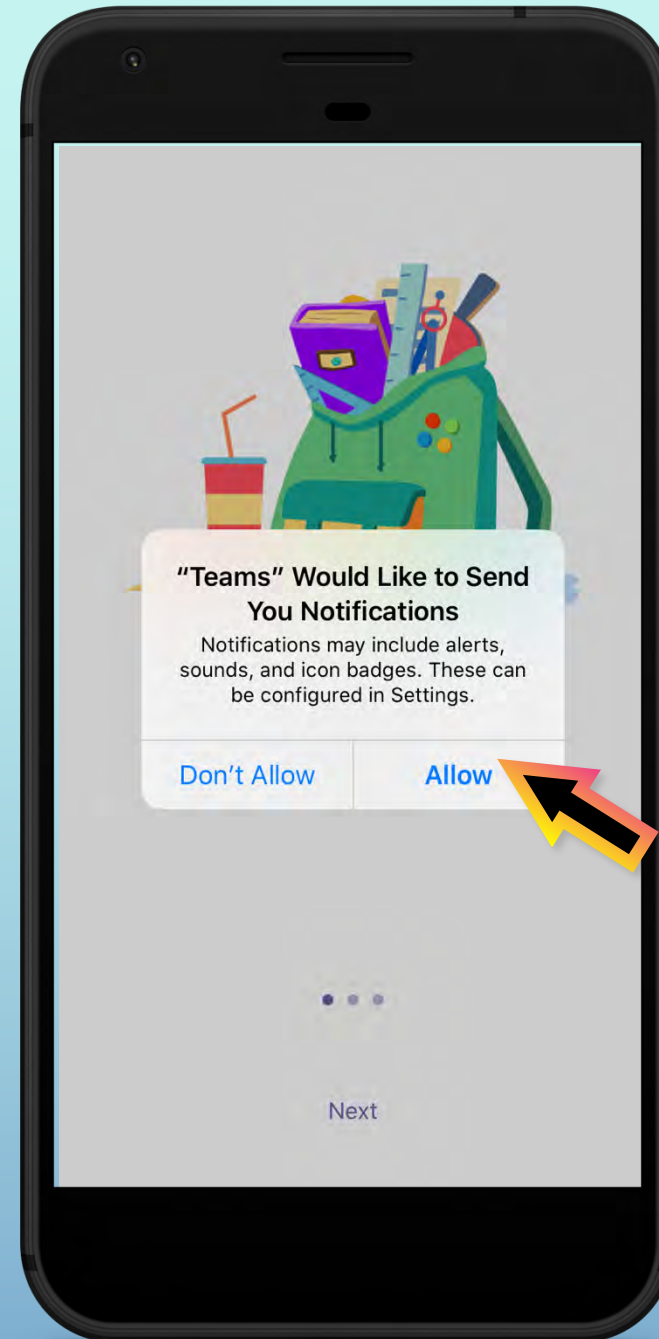 “Teams” Would Like to Send
You Notifications
Notifications may include alerts,
sounds, and icon badges. These can
be configured in Settings.
Don’t Allow
Allow
Next